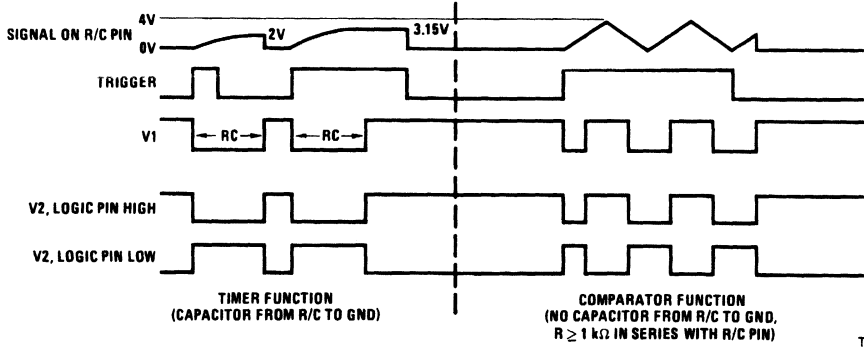 4V
SIGNAL ON R/C PIN
0V
2V
3.15V
TRIGGER
V1
RC
RC
V2, LOGIC PIN HIGH
V2, LOGIC PIN LOW
TIMER FUNCTION
(CAPACITOR FROM R/C TO GND)
COMPARATOR FUNCTION
(NO CAPACITOR FROM R/C TO GND,
R ≥ 1 kΩ IN SERIES WITH R/C PIN)